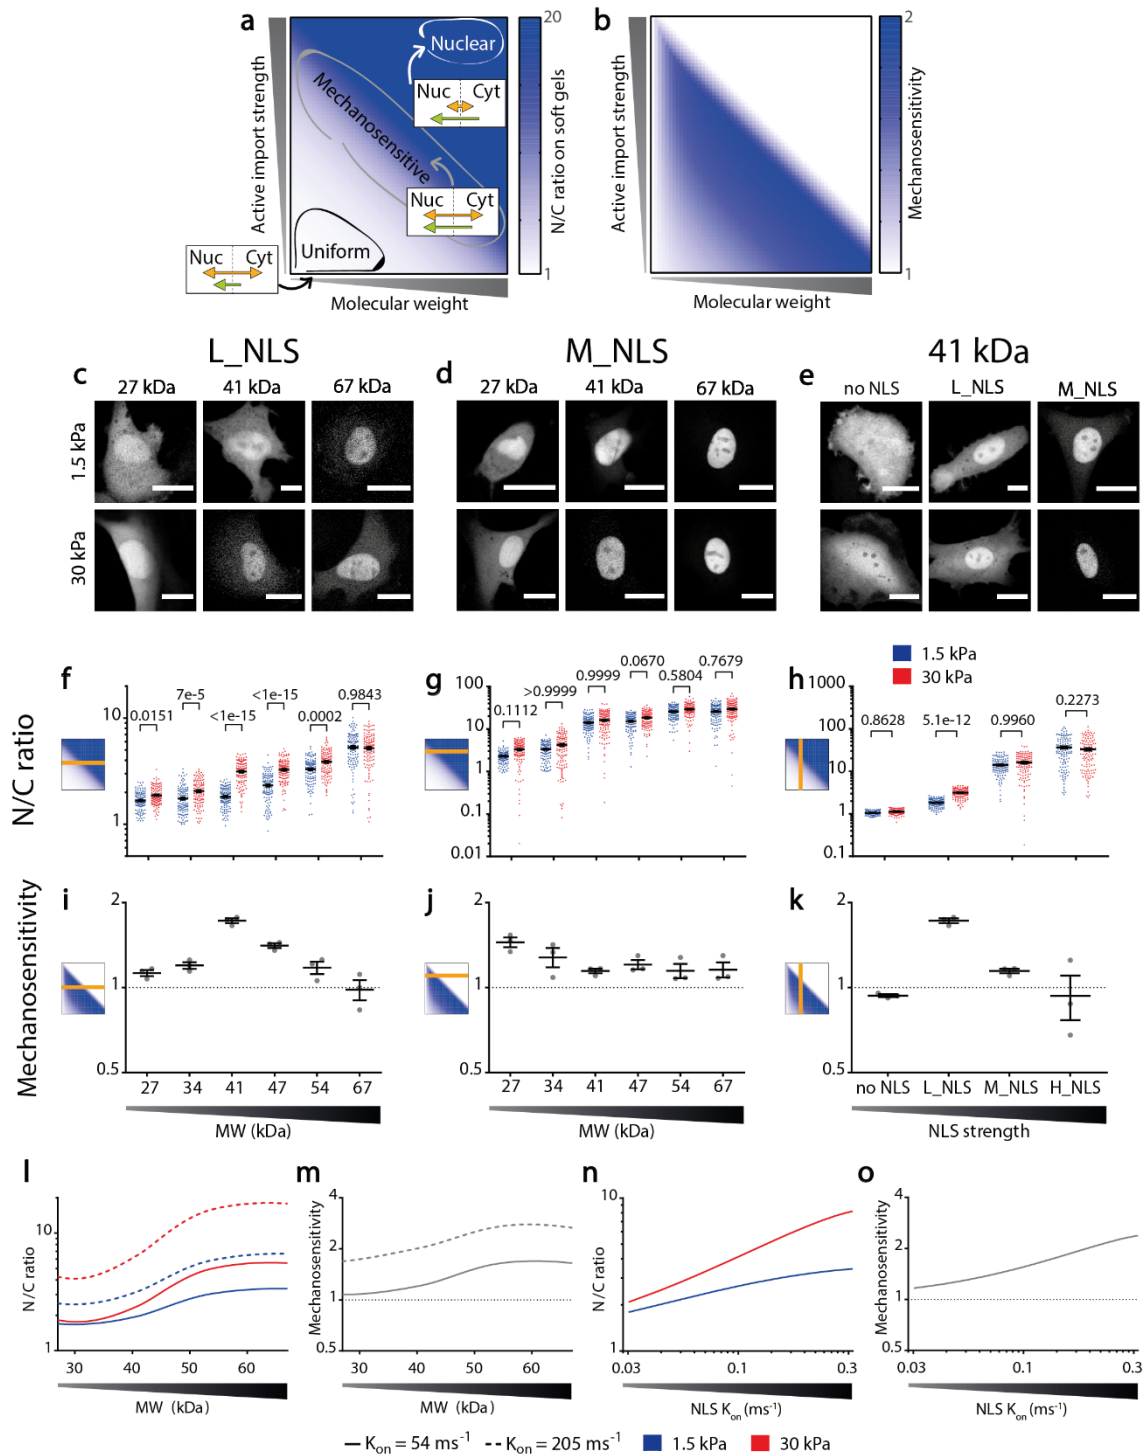 a
Active import strength
Nuclear
Nuc Cyt
Mechanosensitive
Nuc Cyt
Uniform
Nuc Cyt
Molecular weight
20
1
N/C ratio on soft gels
b
Active import strength
Molecular weight
2
1
Mechanosensitivity
L_NLS
M_NLS
41 kDa
c
27 kDa 41 kDa 67 kDa
d
27 kDa 41 kDa 67 kDa
e
no NLS L_NLS M_NLS
1.5 kPa
30 kPa
1.5 kPa
30 kPa
N/C ratio
f
10
1
0.0151
7e-5
<1e-15
<1e-15
0.0002
0.9843
g
100
10
1
0.1
0.01
0.1112
>0.9999
0.9999
0.0670
0.5804
0.7679
h
1000
100
10
1
0.1
0.8628
5.1e-12
0.9960
0.2273
Mechanosensitivity
i
2
1
0.5
27 34 41 47 54 67
MW (kDa)
j
2
1
0.5
27 34 41 47 54 67
MW (kDa)
k
2
1
0.5
no NLS L_NLS M_NLS H_NLS
NLS strength
l
N/C ratio
10
1
30 40 50 60
MW (kDa)
m
Mechanosensitivity
4
2
1
0.5
30 40 50 60
MW (kDa)
n
N/C ratio
10
1
0.03 0.1 0.3
NLS Kon (ms⁻¹)
o
Mechanosensitivity
4
2
1
0.5
0.03 0.1 0.3
NLS Kon (ms⁻¹)
Kon = 54 ms⁻¹ Kon = 205 ms⁻¹ 1.5 kPa 30 kPa